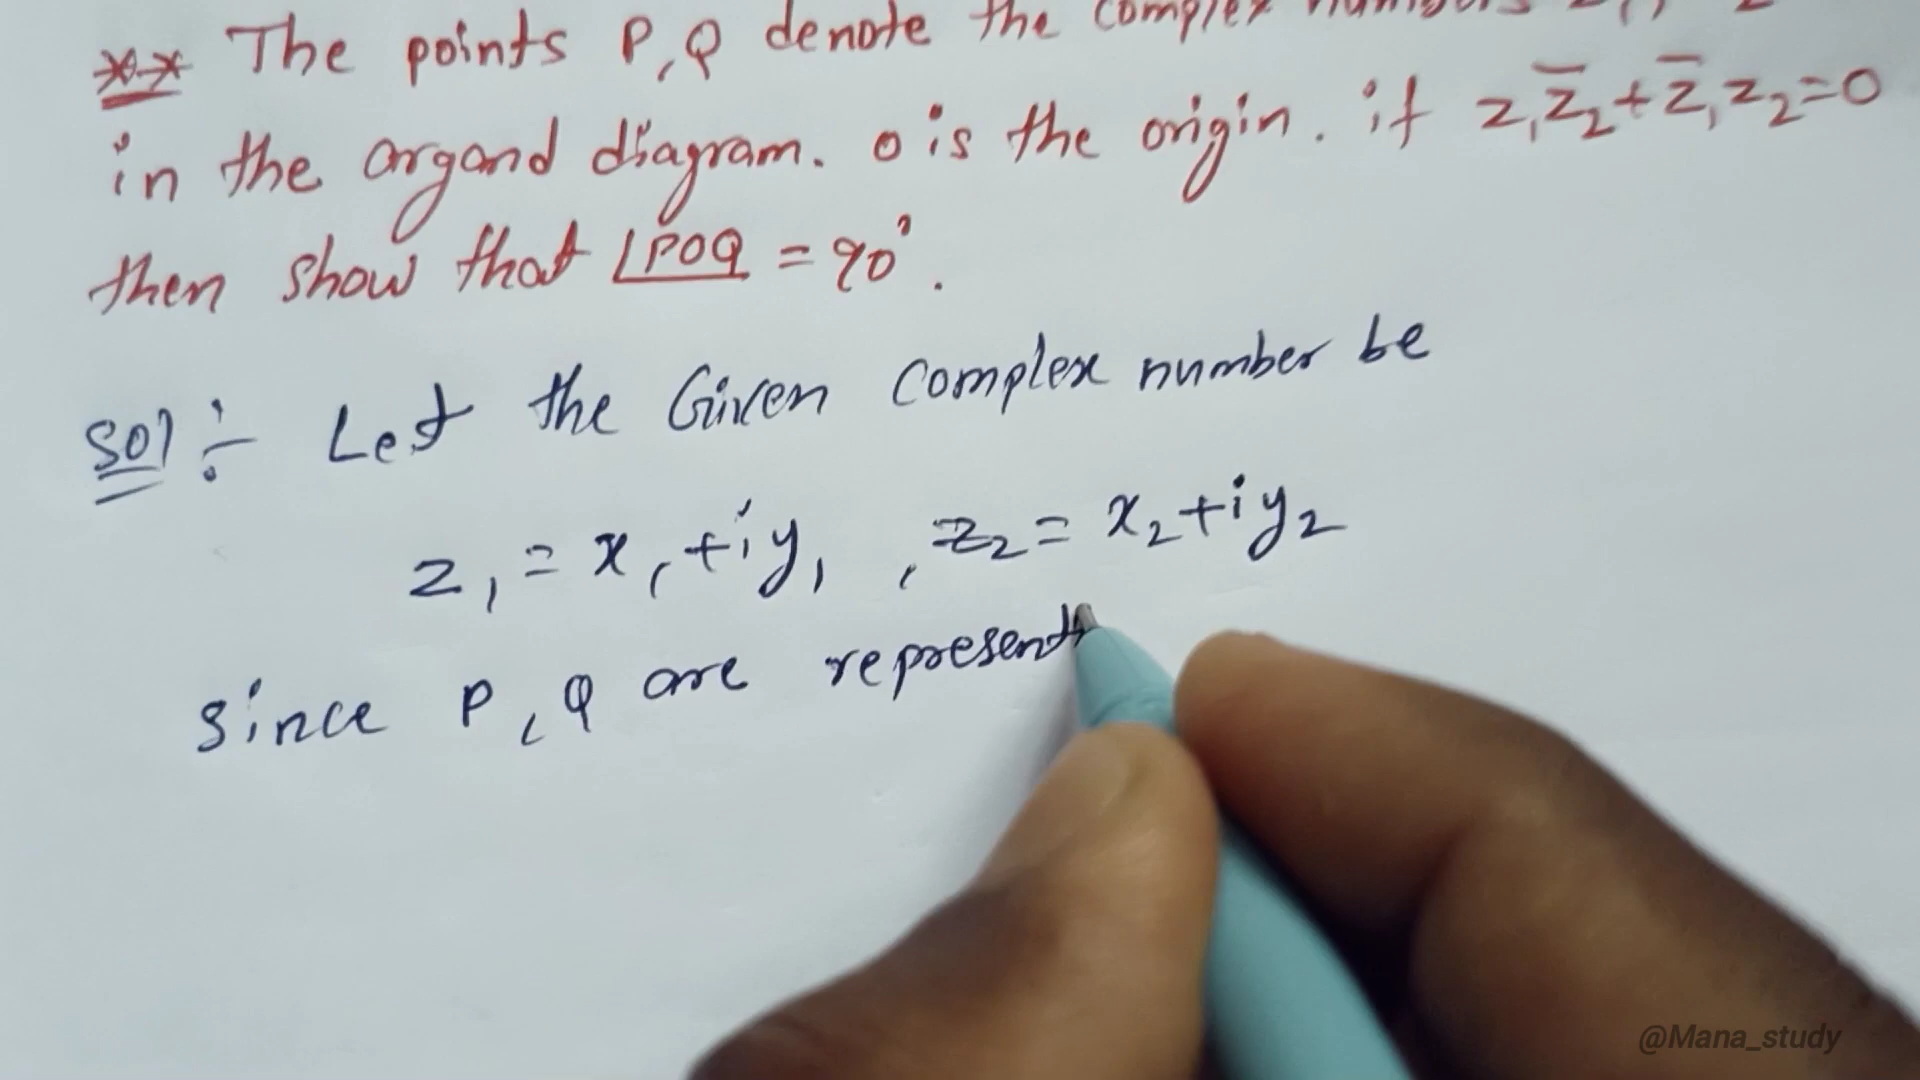 ** The points P, Q denote the complex numbers
in the argand diagram. O is the origin. if z₁z̅₂+z̅₁z₂=0
then show that ∠POQ = 90°.
Sol :- Let the Given complex number be
z₁ = x₁+iy₁ , z₂ = x₂+iy₂
Since P, Q are represent
@Mana_study